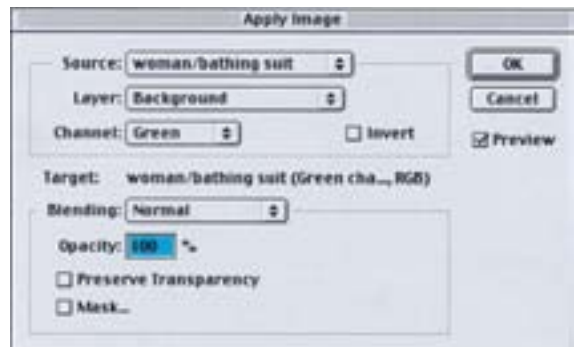 Apply Image
Source: woman/bathing suit
OK
Layer: Background
Cancel
Channel: Green
Invert
Preview
Target: woman/bathing suit (Green cha..., RGB)
Blending: Normal
Opacity: 100 %
Preserve Transparency
Mask...